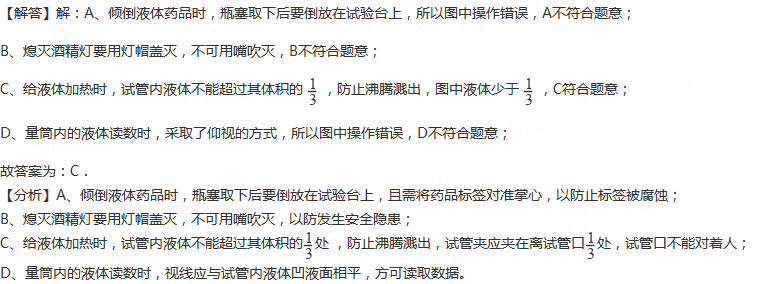 【解答】解：A、倾倒液体药品时，瓶塞取下后要倒放在试验台上，所以图中操作错误，A不符合题意；
B、熄灭酒精灯要用灯帽盖灭，不可用嘴吹灭，B不符合题意；
C、给液体加热时，试管内液体不能超过其体积的 1/3 ，防止沸腾溅出，图中液体少于 1/3 ，C符合题意；
D、量筒内的液体读数时，采取了仰视的方式，所以图中操作错误，D不符合题意；
故答案为：C．
【分析】A、倾倒液体药品时，瓶塞取下后要倒放在试验台上，且需将药品标签对准掌心，以防止标签被腐蚀；
B、熄灭酒精灯要用灯帽盖灭，不可用嘴吹灭，以防发生安全隐患；
C、给液体加热时，试管内液体不能超过其体积的1/3处 ，防止沸腾溅出，试管夹应夹在离试管口1/3处，试管口不能对着人；
D、量筒内的液体读数时，视线应与试管内液体凹液面相平，方可读取数据。